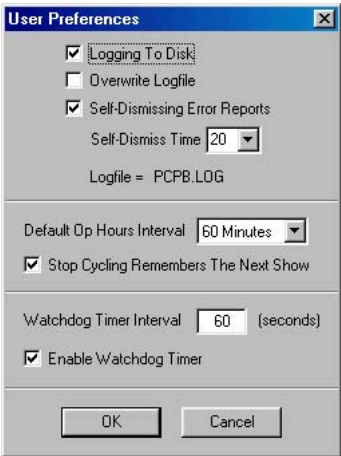 User Preferences
Logging To Disk
Overwrite Logfile
Self-Dismissing Error Reports
Self-Dismiss Time 20
Logfile = PCPB.LOG
Default Op Hours Interval 60 Minutes
Stop Cycling Remembers The Next Show
Watchdog Timer Interval 60 (seconds)
Enable Watchdog Timer
OK Cancel